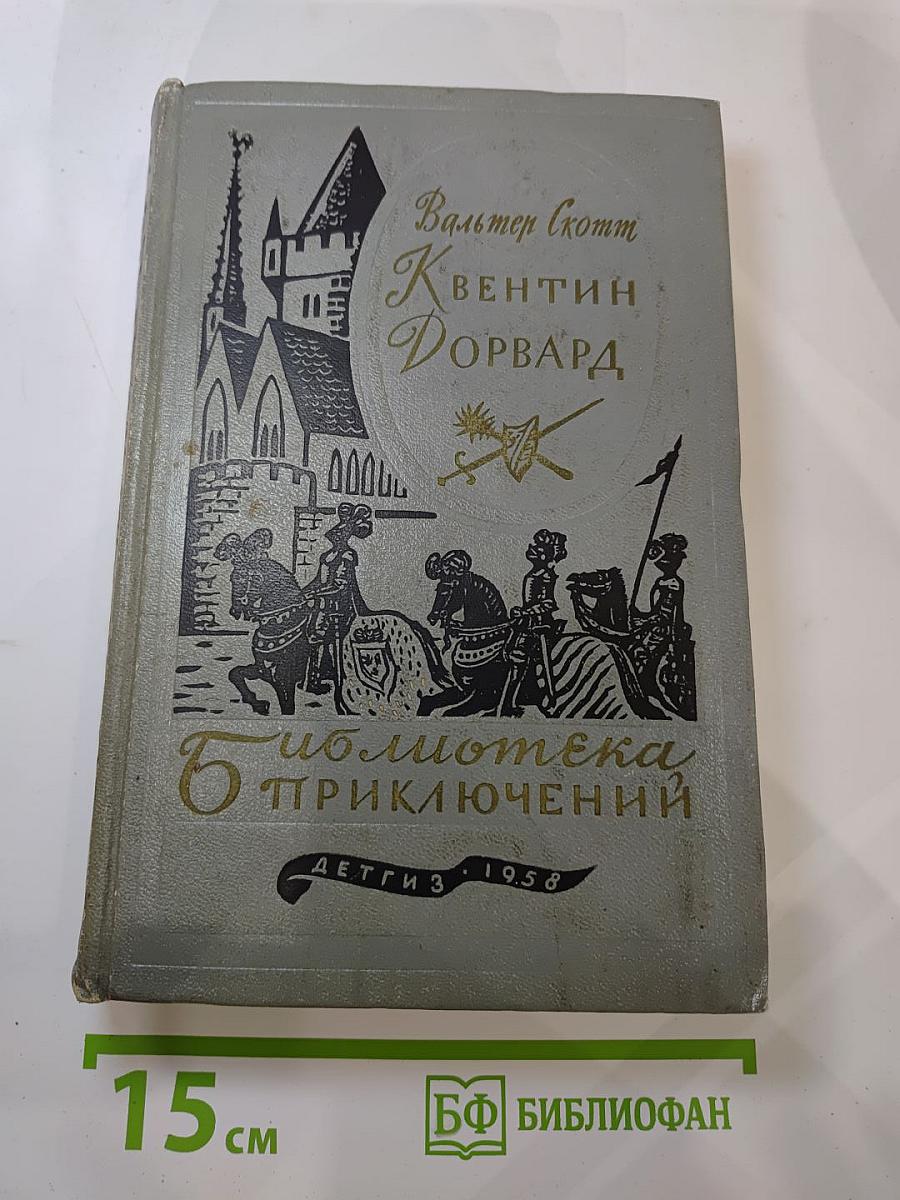 Вальтер Скотт
Квентин
Дорвард
Библиотека
приключений
ДЕТГИЗ · 1958
15 см
БФ БИБЛИОФАН